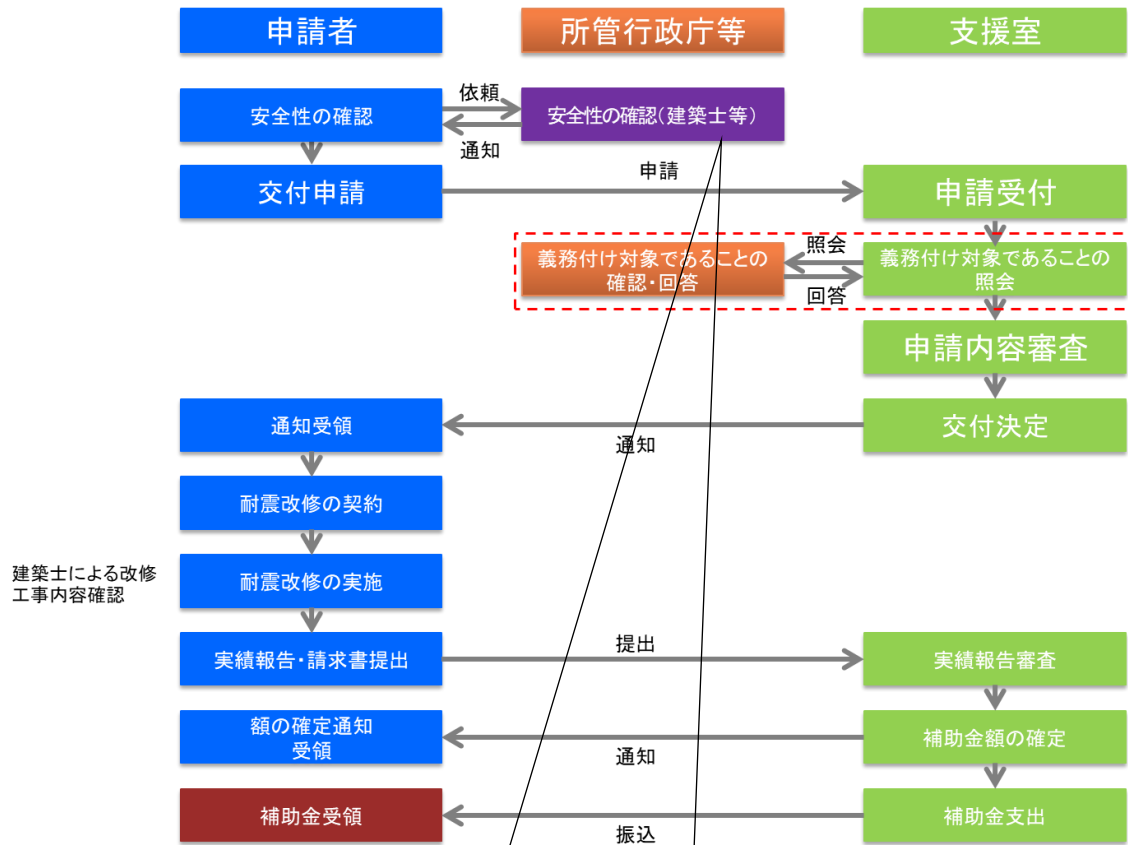 申請者
所管行政庁等
支援室
安全性の確認
依頼
通知
安全性の確認（建築士等）
交付申請
申請
申請受付
義務付け対象であることの
確認・回答
照会
回答
義務付け対象であることの
照会
申請内容審査
通知受領
通知
交付決定
耐震改修の契約
建築士による改修
工事内容確認
耐震改修の実施
実績報告・請求書提出
提出
実績報告審査
額の確定通知
受領
通知
補助金額の確定
補助金受領
振込
補助金支出